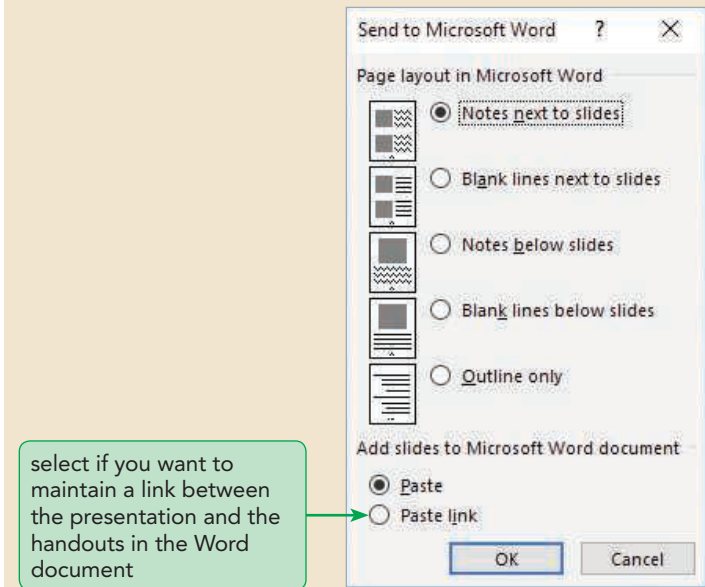 Send to Microsoft Word ? X
Page layout in Microsoft Word
Notes next to slides
Blank lines next to slides
Notes below slides
Blank lines below slides
Outline only
Add slides to Microsoft Word document
Paste
Paste link
OK Cancel
select if you want to
maintain a link between
the presentation and the
handouts in the Word
document